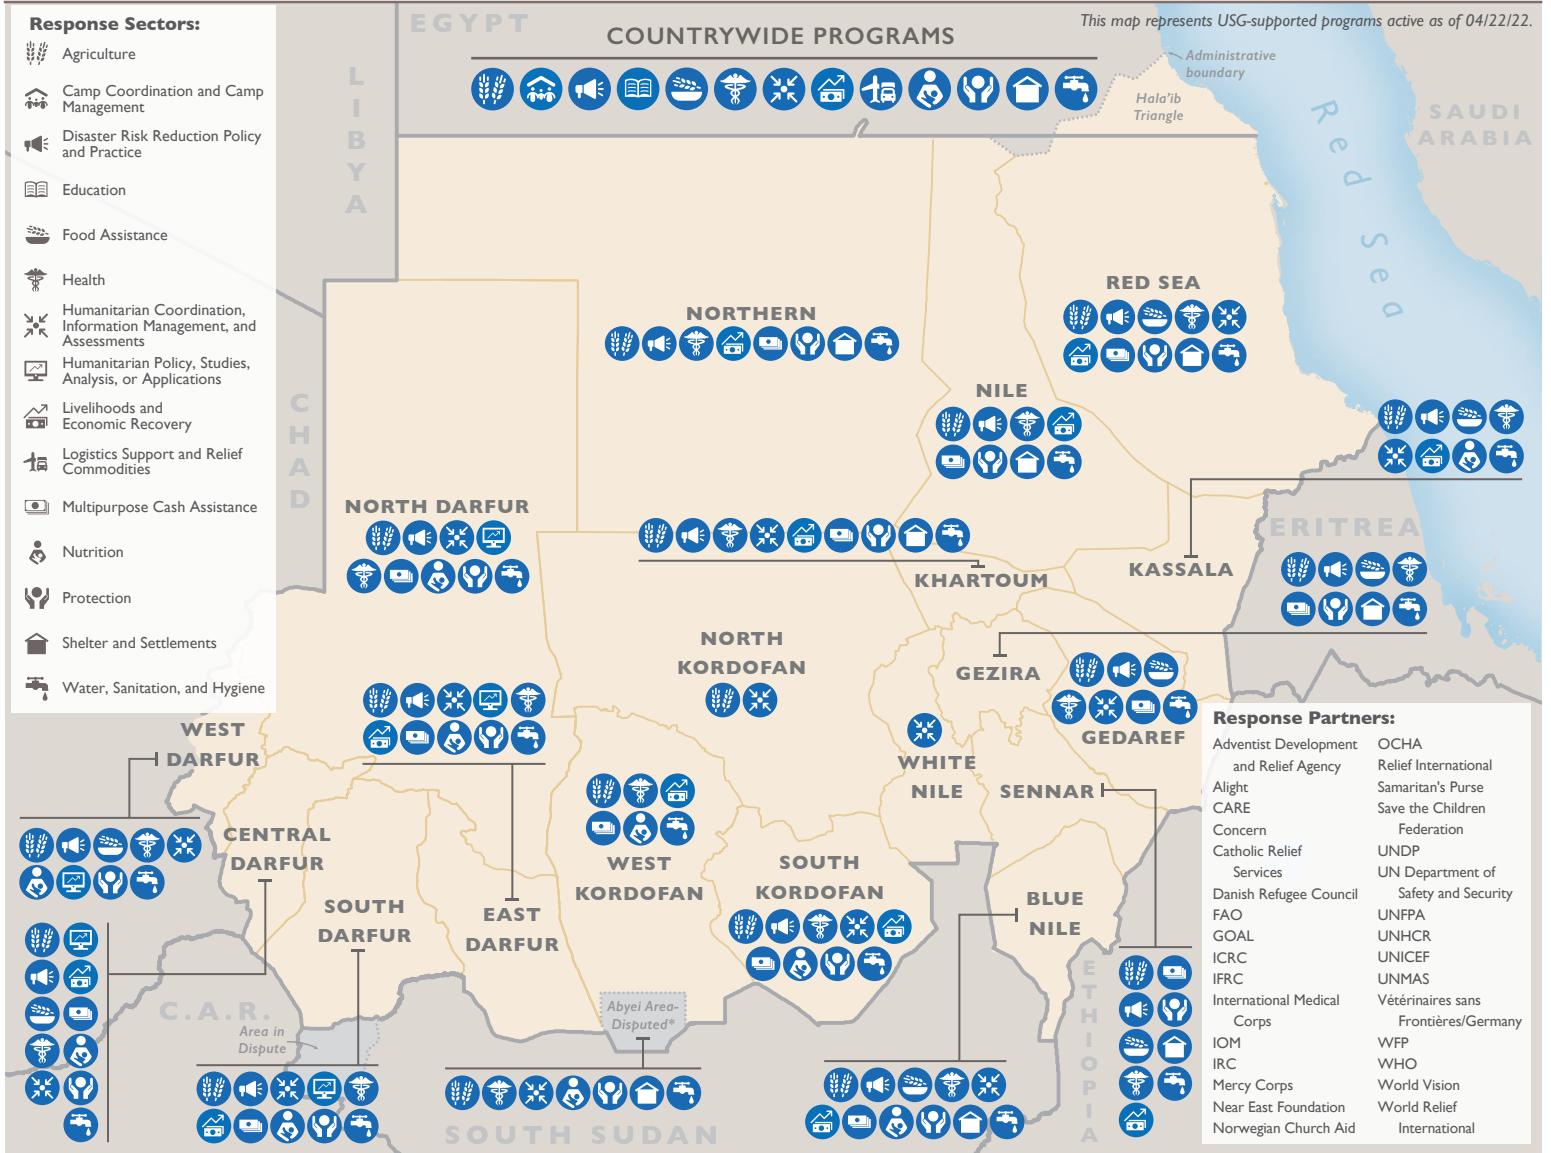 This map represents USG-supported programs active as of 04/22/22.
Response Sectors:
Agriculture
Camp Coordination and Camp
Management
Disaster Risk Reduction Policy
and Practice
Education
Food Assistance
Health
Humanitarian Coordination,
Information Management, and
Assessments
Humanitarian Policy, Studies,
Analysis, or Applications
Livelihoods and
Economic Recovery
Logistics Support and Relief
Commodities
Multipurpose Cash Assistance
Nutrition
Protection
Shelter and Settlements
Water, Sanitation, and Hygiene
EGYPT
COUNTRYWIDE PROGRAMS
Administrative
boundary
Hala'ib
Triangle
LIBYA
Red Sea
SAUDI
ARABIA
CHAD
NORTHERN
RED SEA
NILE
NORTH DARFUR
KHARTOUM
KASSALA
ERITREA
NORTH
KORDOFAN
GEZIRA
GEDAREF
WEST
DARFUR
WHITE
NILE
SENNAR
CENTRAL
DARFUR
SOUTH
DARFUR
EAST
DARFUR
WEST
KORDOFAN
SOUTH
KORDOFAN
BLUE
NILE
C.A.R.
Area in
Dispute
Abyei Area-
Disputed*
SOUTH SUDAN
ETHIOPIA
Response Partners:
Adventist Development
and Relief Agency
Alight
CARE
Concern
Catholic Relief
Services
Danish Refugee Council
FAO
GOAL
ICRC
IFRC
International Medical
Corps
IOM
IRC
Mercy Corps
Near East Foundation
Norwegian Church Aid
OCHA
Relief International
Samaritan's Purse
Save the Children
Federation
UNDP
UN Department of
Safety and Security
UNFPA
UNHCR
UNICEF
UNMAS
Vétérinaires sans
Frontières/Germany
WFP
WHO
World Vision
World Relief
International